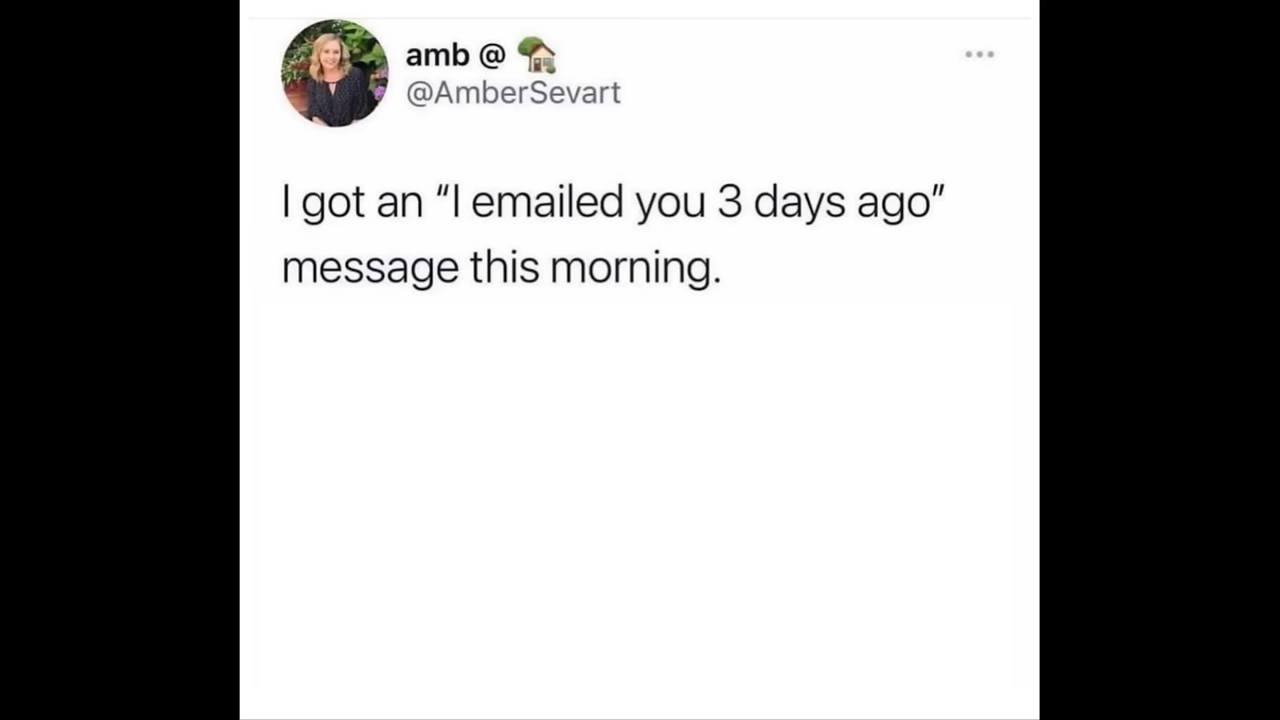 amb @ 🏡
@AmberSevart
I got an “I emailed you 3 days ago”
message this morning.